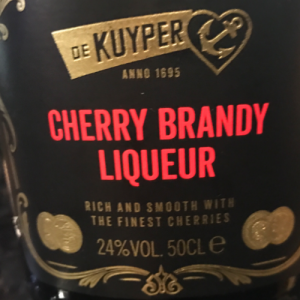 DE KUYPER
ANNO 1695
CHERRY BRANDY
LIQUEUR
RICH AND SMOOTH WITH
THE FINEST CHERRIES
24%VOL. 50CL e